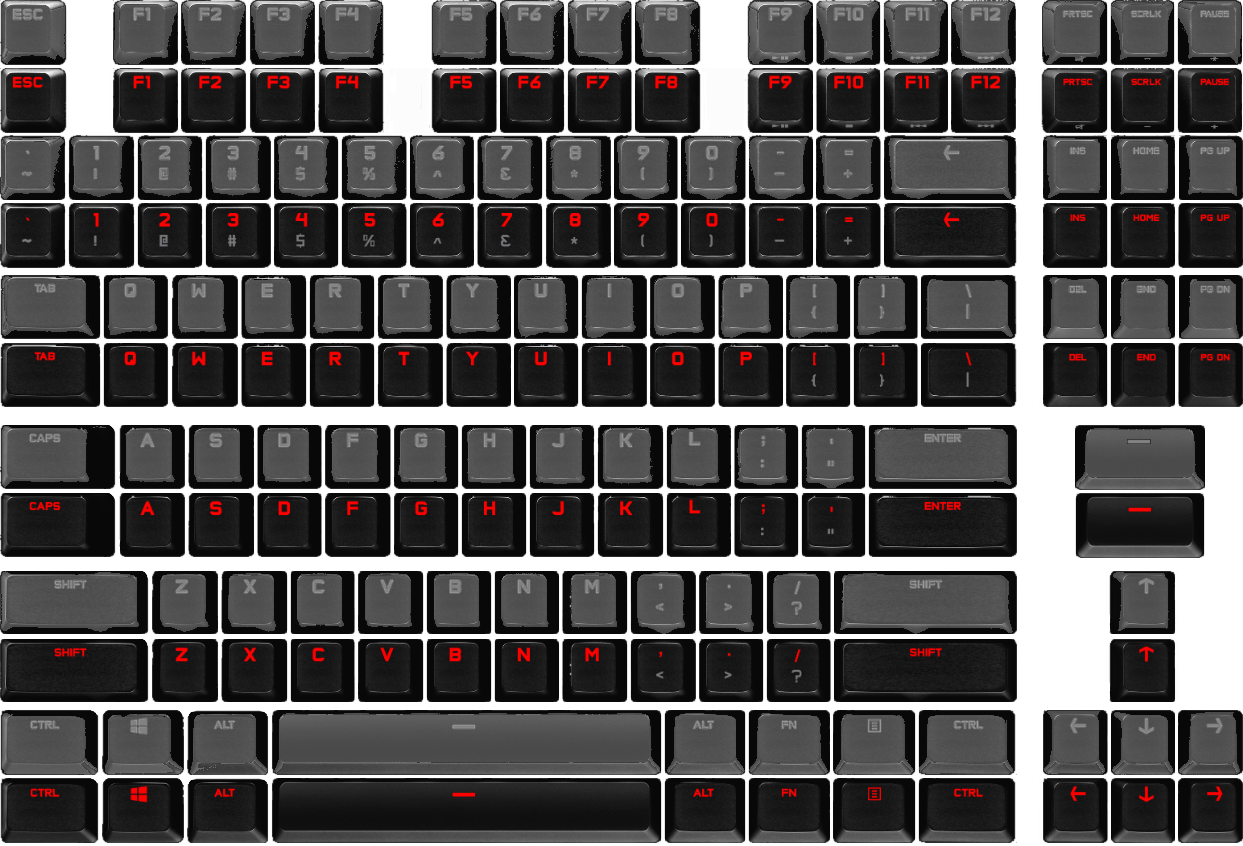 ESC F1 F2 F3 F4 F5 F6 F7 F8 F9 F10 F11 F12 PRTSC SCRLK PAUSE
ESC F1 F2 F3 F4 F5 F6 F7 F8 F9 F10 F11 F12 PRTSC SCRLK PAUSE
` 1 2 3 4 5 6 7 8 9 0 - = ← INS HOME PG UP
~ ! @ # $ % ^ & * ( ) _ +
` 1 2 3 4 5 6 7 8 9 0 - = ← INS HOME PG UP
~ ! @ # $ % ^ & * ( ) _ +
TAB Q W E R T Y U I O P [ ] \ DEL END PG DN
{ } |
TAB Q W E R T Y U I O P [ ] \ DEL END PG DN
{ } |
CAPS A S D F G H J K L ; ' ENTER
: "
CAPS A S D F G H J K L ; ' ENTER
: "
SHIFT Z X C V B N M , . / SHIFT ↑
< > ?
SHIFT Z X C V B N M , . / SHIFT ↑
< > ?
CTRL ALT ALT FN CTRL ← ↓ →
CTRL ALT ALT FN CTRL ← ↓ →